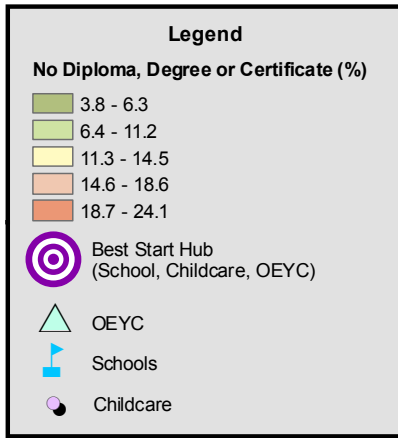 Legend
No Diploma, Degree or Certificate (%)
3.8 - 6.3
6.4 - 11.2
11.3 - 14.5
14.6 - 18.6
18.7 - 24.1
Best Start Hub
(School, Childcare, OEYC)
OEYC
Schools
Childcare